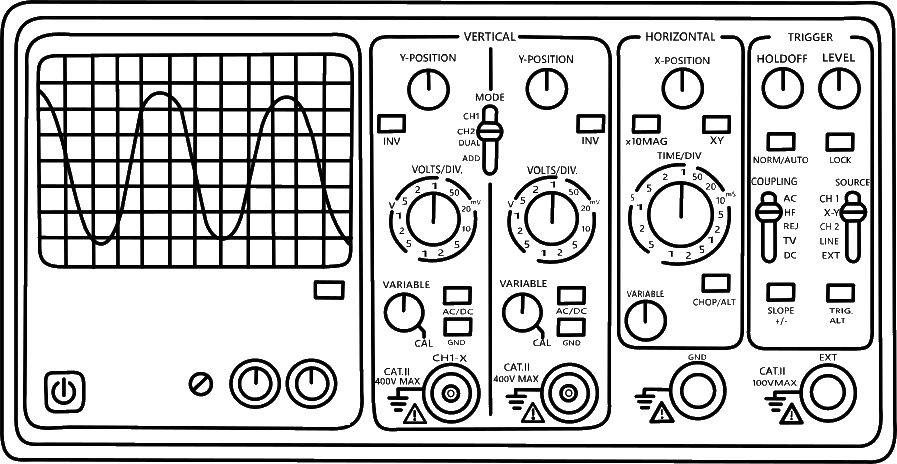 VERTICAL
Y-POSITION
Y-POSITION
MODE
CH1
CH2
DUAL
ADD
INV
INV
VOLTS/DIV.
V 1 2 5 1 2 5 10 20 mV 50 1 2 5
VOLTS/DIV.
V 1 2 5 1 2 5 10 20 mV 50 1 2 5
VARIABLE
CAL
AC/DC
GND
VARIABLE
CAL
AC/DC
GND
CH1-X
CAT.II
400V MAX
CAT.II
400V MAX
HORIZONTAL
X-POSITION
x10MAG
XY
TIME/DIV
1 2 5 50 20 10 mS 5 2 1
VARIABLE
CHOP/ALT
GND
TRIGGER
HOLDOFF
LEVEL
NORM/AUTO
LOCK
COUPLING
AC
HF
REJ
TV
DC
SOURCE
CH 1
X-Y
CH 2
LINE
EXT
SLOPE
+/-
TRIG.
ALT
EXT
CAT.II
100VMAX